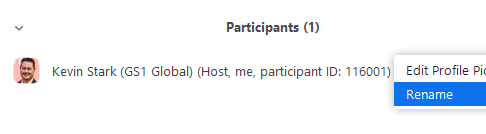 Participants (1)
Kevin Stark (GS1 Global) (Host, me, participant ID: 116001)
Edit Profile Pic
Rename